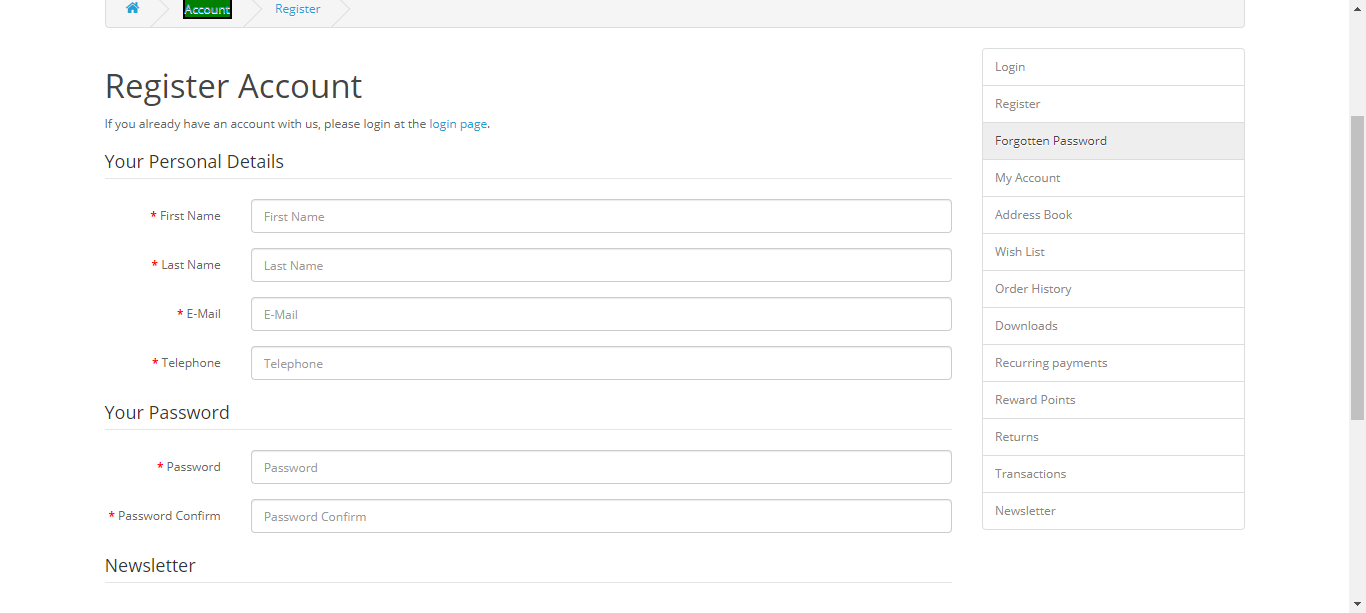 Account
Register
Register Account
If you already have an account with us, please login at the login page.
Your Personal Details
* First Name
First Name
* Last Name
Last Name
* E-Mail
E-Mail
* Telephone
Telephone
Your Password
* Password
Password
* Password Confirm
Password Confirm
Newsletter
Login
Register
Forgotten Password
My Account
Address Book
Wish List
Order History
Downloads
Recurring payments
Reward Points
Returns
Transactions
Newsletter